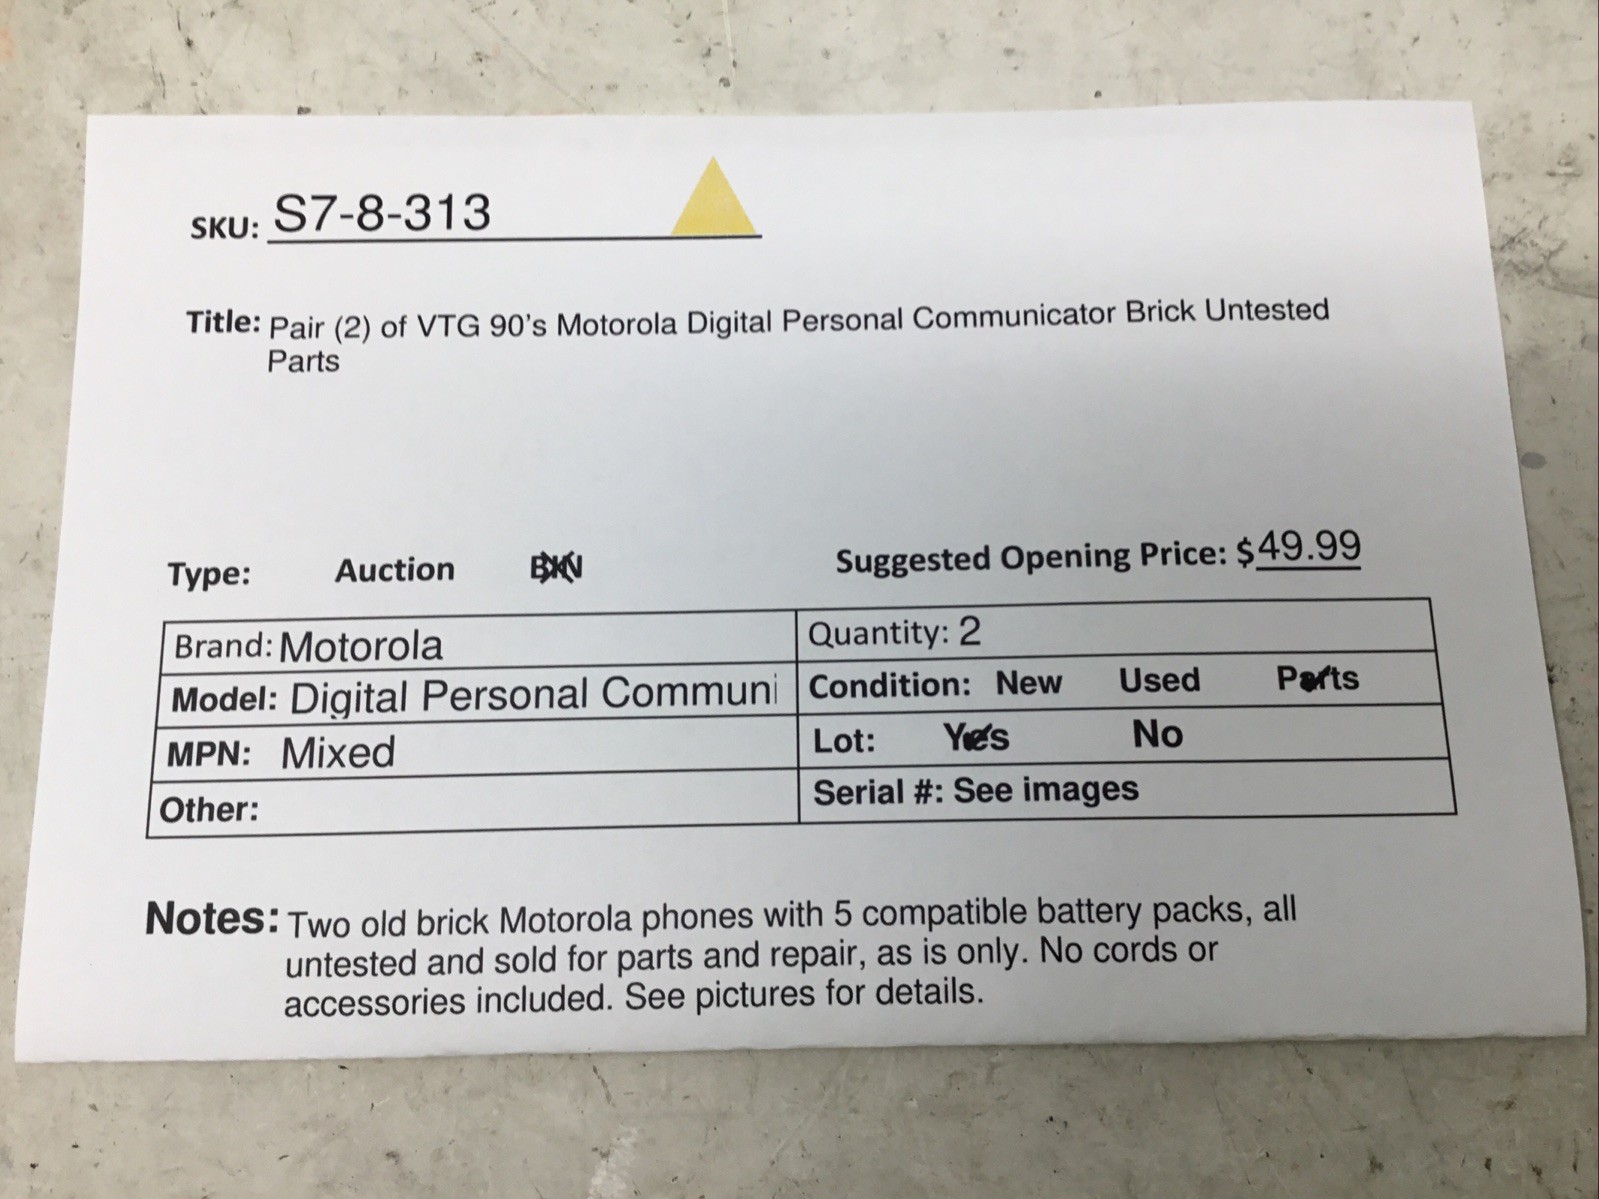 SKU: S7-8-313
Title: Pair (2) of VTG 90's Motorola Digital Personal Communicator Brick Untested
Parts
Type: Auction BIN Suggested Opening Price: $49.99
Brand: Motorola Quantity: 2
Model: Digital Personal Communi Condition: New Used Parts
MPN: Mixed Lot: Yes No
Other: Serial #: See images
Notes: Two old brick Motorola phones with 5 compatible battery packs, all
untested and sold for parts and repair, as is only. No cords or
accessories included. See pictures for details.